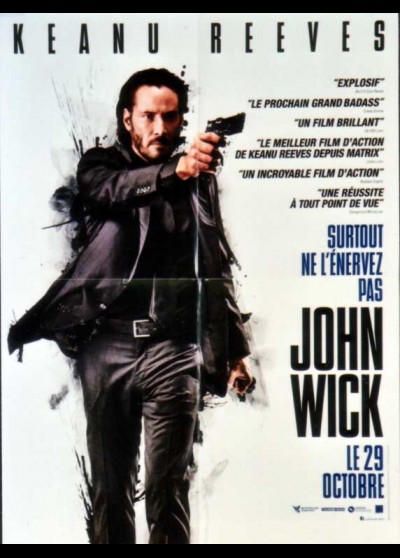 KEANU REEVES
"EXPLOSIF"
"LE PROCHAIN GRAND BADASS"
"UN FILM BRILLANT"
"LE MEILLEUR FILM D'ACTION
DE KEANU REEVES DEPUIS MATRIX"
"UN INCROYABLE FILM D'ACTION"
"UNE RÉUSSITE
À TOUT POINT DE VUE"
SURTOUT
NE L'ÉNERVEZ
PAS
JOHN
WICK
LE 29
OCTOBRE